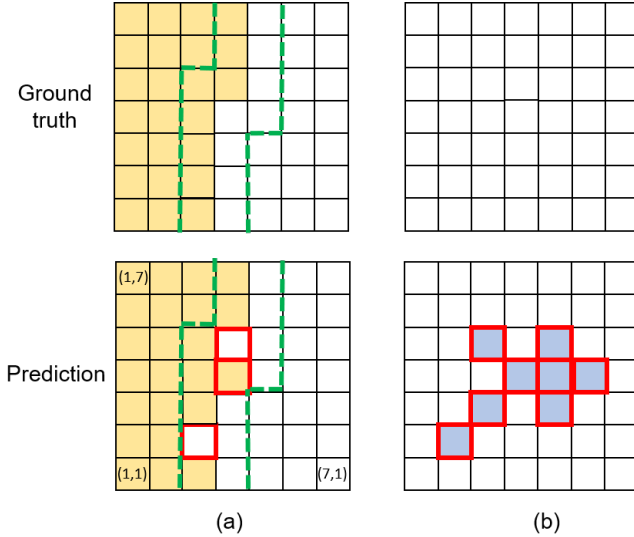 Ground
truth
(1,7)
Prediction
(1,1)
(7,1)
(a)
(b)